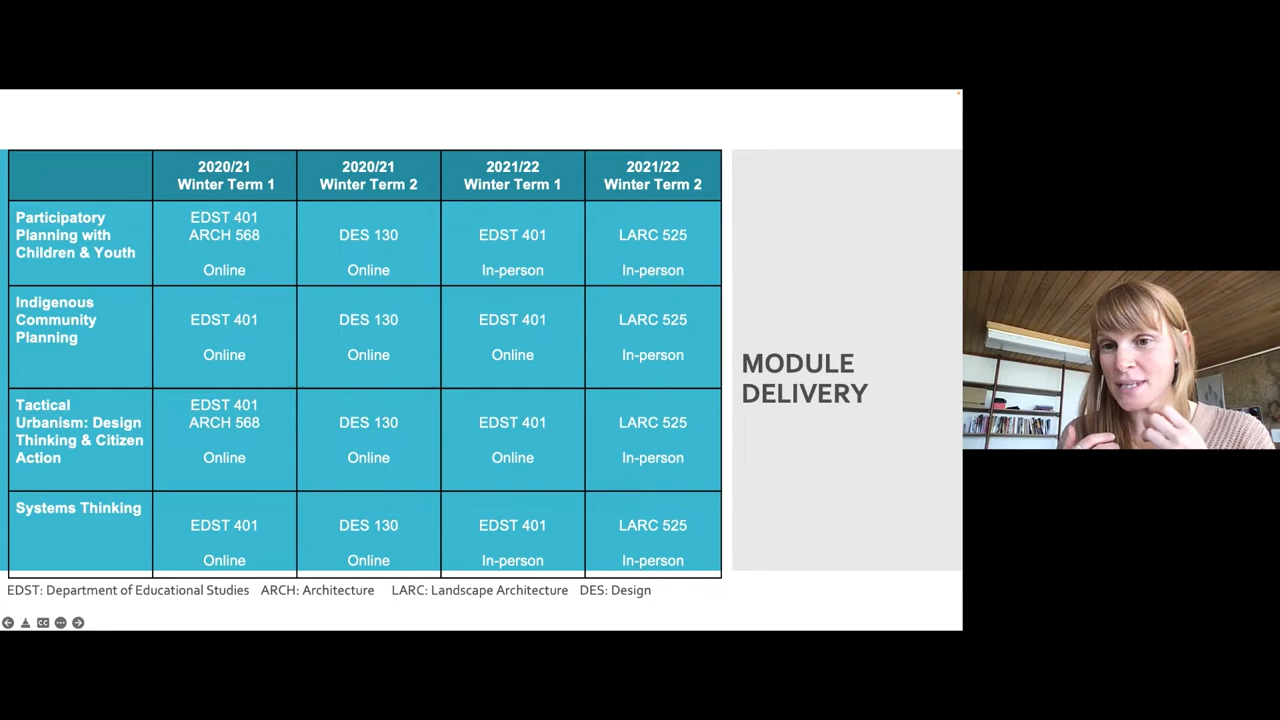 2020/21
Winter Term 1
2020/21
Winter Term 2
2021/22
Winter Term 1
2021/22
Winter Term 2
Participatory
Planning with
Children & Youth
EDST 401
ARCH 568
Online
DES 130
Online
EDST 401
In-person
LARC 525
In-person
Indigenous
Community
Planning
EDST 401
Online
DES 130
Online
EDST 401
Online
LARC 525
In-person
Tactical
Urbanism: Design
Thinking & Citizen
Action
EDST 401
ARCH 568
Online
DES 130
Online
EDST 401
Online
LARC 525
In-person
Systems Thinking
EDST 401
Online
DES 130
Online
EDST 401
In-person
LARC 525
In-person
MODULE
DELIVERY
EDST: Department of Educational Studies ARCH: Architecture LARC: Landscape Architecture DES: Design
CC